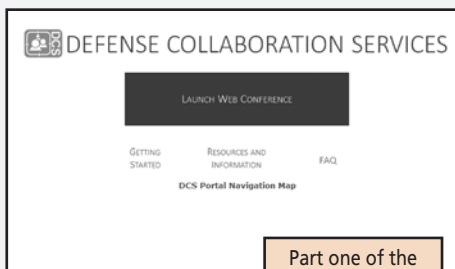 DCS
DEFENSE COLLABORATION SERVICES
LAUNCH WEB CONFERENCE
GETTING STARTED
RESOURCES AND INFORMATION
FAQ
DCS Portal Navigation Map
Part one of the